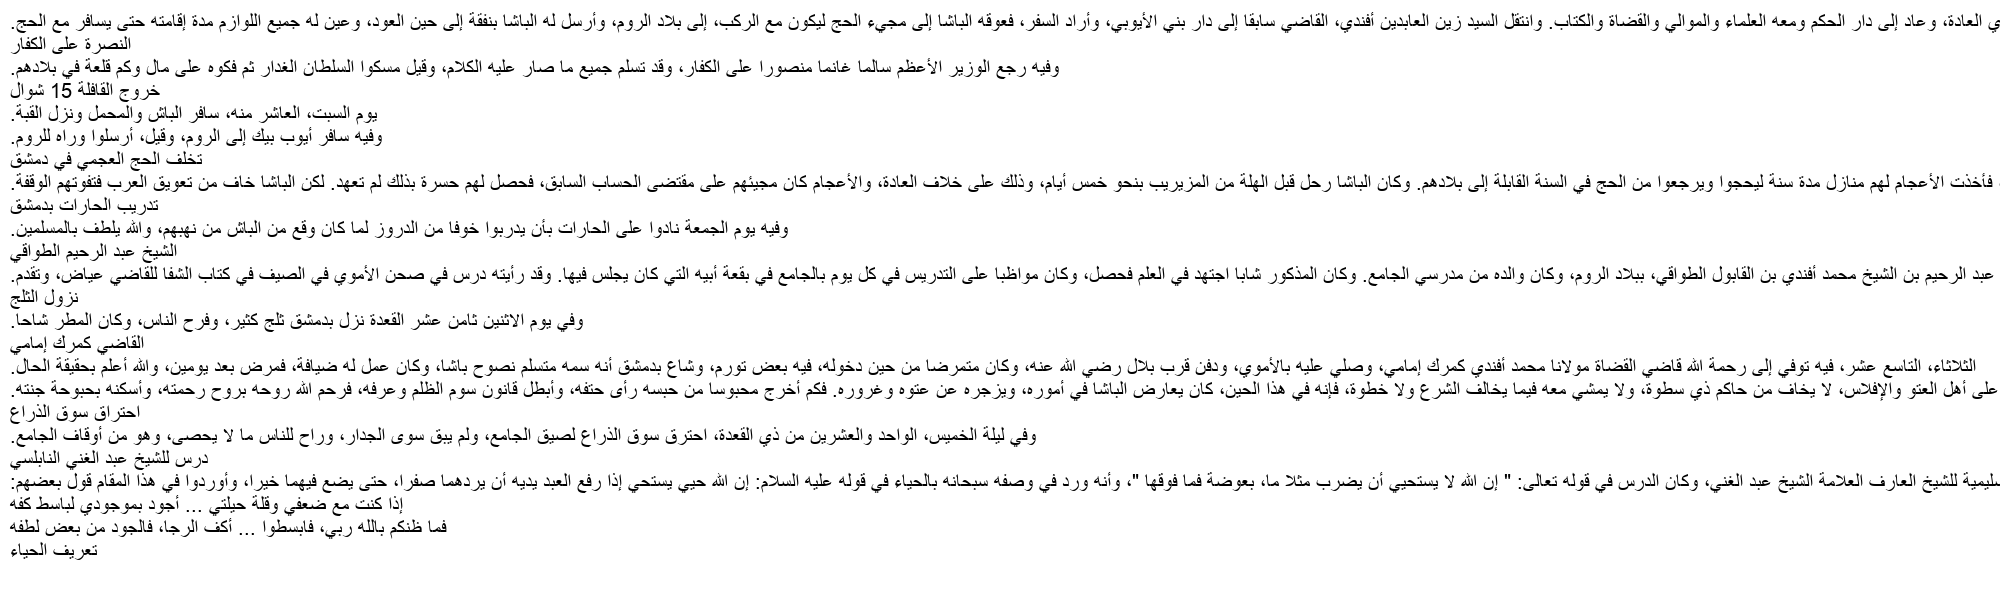 ي العادة، وعاد إلى دار الحكم ومعه العلماء والموالي والقضاة والكتاب. وانتقل السيد زين العابدين أفندي، القاضي سابقا إلى دار بني الأيوبي، وأراد السفر، فعوقه الباشا إلى مجيء الحج ليكون مع الركب، إلى بلاد الروم، وأرسل له الباشا بنفقة إلى حين العود، وعين له جميع اللوازم مدة إقامته حتى يسافر مع الحج.
النصرة على الكفار
وفيه رجع الوزير الأعظم سالما غانما منصورا على الكفار، وقد تسلم جميع ما صار عليه الكلام، وقيل مسكوا السلطان الغدار ثم فكوه على مال وكم قلعة في بلادهم.
خروج القافلة 15 شوال
يوم السبت، العاشر منه، سافر الباش والمحمل ونزل القبة.
وفيه سافر أيوب بيك إلى الروم، وقيل، أرسلوا وراه للروم.
تخلف الحج العجمي في دمشق
فأخذت الأعجام لهم منازل مدة سنة ليحجوا ويرجعوا من الحج في السنة القابلة إلى بلادهم. وكان الباشا رحل قبل الهلة من المزيريب بنحو خمس أيام، وذلك على خلاف العادة، والأعجام كان مجيئهم على مقتضى الحساب السابق، فحصل لهم حسرة بذلك لم تعهد. لكن الباشا خاف من تعويق العرب فتفوتهم الوقفة.
تدريب الحارات بدمشق
وفيه يوم الجمعة نادوا على الحارات بأن يدربوا خوفا من الدروز لما كان وقع من الباش من نهبهم، والله يلطف بالمسلمين.
الشيخ عبد الرحيم الطواقي
عبد الرحيم بن الشيخ محمد أفندي بن القابول الطواقي، ببلاد الروم، وكان والده من مدرسي الجامع. وكان المذكور شابا اجتهد في العلم فحصل، وكان مواظبا على التدريس في كل يوم بالجامع في بقعة أبيه التي كان يجلس فيها. وقد رأيته درس في صحن الأموي في الصيف في كتاب الشفا للقاضي عياض، وتقدم.
نزول الثلج
وفي يوم الاثنين ثامن عشر القعدة نزل بدمشق ثلج كثير، وفرح الناس، وكان المطر شاحا.
القاضي كمرك إمامي
الثلاثاء، التاسع عشر، فيه توفي إلى رحمة الله قاضي القضاة مولانا محمد أفندي كمرك إمامي، وصلي عليه بالأموي، ودفن قرب بلال رضي الله عنه، وكان متمرضا من حين دخوله، فيه بعض تورم، وشاع بدمشق أنه سمه متسلم نصوح باشا، وكان عمل له ضيافة، فمرض بعد يومين، والله أعلم بحقيقة الحال.
على أهل العتو والإفلاس، لا يخاف من حاكم ذي سطوة، ولا يمشي معه فيما يخالف الشرع ولا خطوة، فإنه في هذا الحين، كان يعارض الباشا في أموره، ويزجره عن عتوه وغروره. فكم أخرج محبوسا من حبسه رأى حتفه، وأبطل قانون سوم الظلم وعرفه، فرحم الله روحه بروح رحمته، وأسكنه بحبوحة جنته.
احتراق سوق الذراع
وفي ليلة الخميس، الواحد والعشرين من ذي القعدة، احترق سوق الذراع لصيق الجامع، ولم يبق سوى الجدار، وراح للناس ما لا يحصى، وهو من أوقاف الجامع.
درس للشيخ عبد الغني النابلسي
سليمية للشيخ العارف العلامة الشيخ عبد الغني، وكان الدرس في قوله تعالى: " إن الله لا يستحيي أن يضرب مثلا ما، بعوضة فما فوقها "، وأنه ورد في وصفه سبحانه بالحياء في قوله عليه السلام: إن الله حيي يستحي إذا رفع العبد يديه أن يردهما صفرا، حتى يضع فيهما خيرا، وأوردوا في هذا المقام قول بعضهم:
إذا كنت مع ضعفي وقلة حيلتي ... أجود بموجودي لباسط كفه
فما ظنكم بالله ربي، فابسطوا ... أكف الرجا، فالجود من بعض لطفه
تعريف الحياء